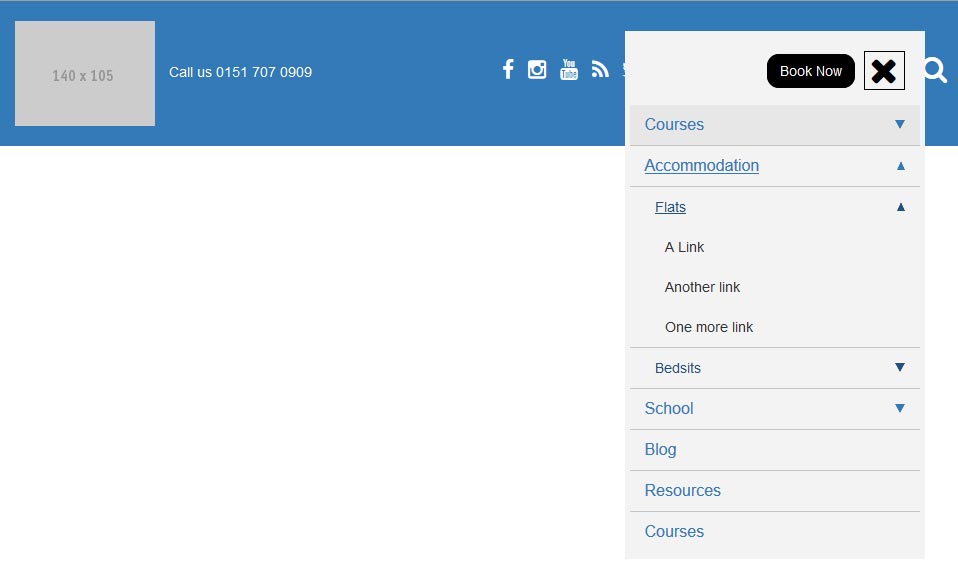 140 x 105
Call us 0151 707 0909
You
Tube
Book Now
Courses
Accommodation
Flats
A Link
Another link
One more link
Bedsits
School
Blog
Resources
Courses